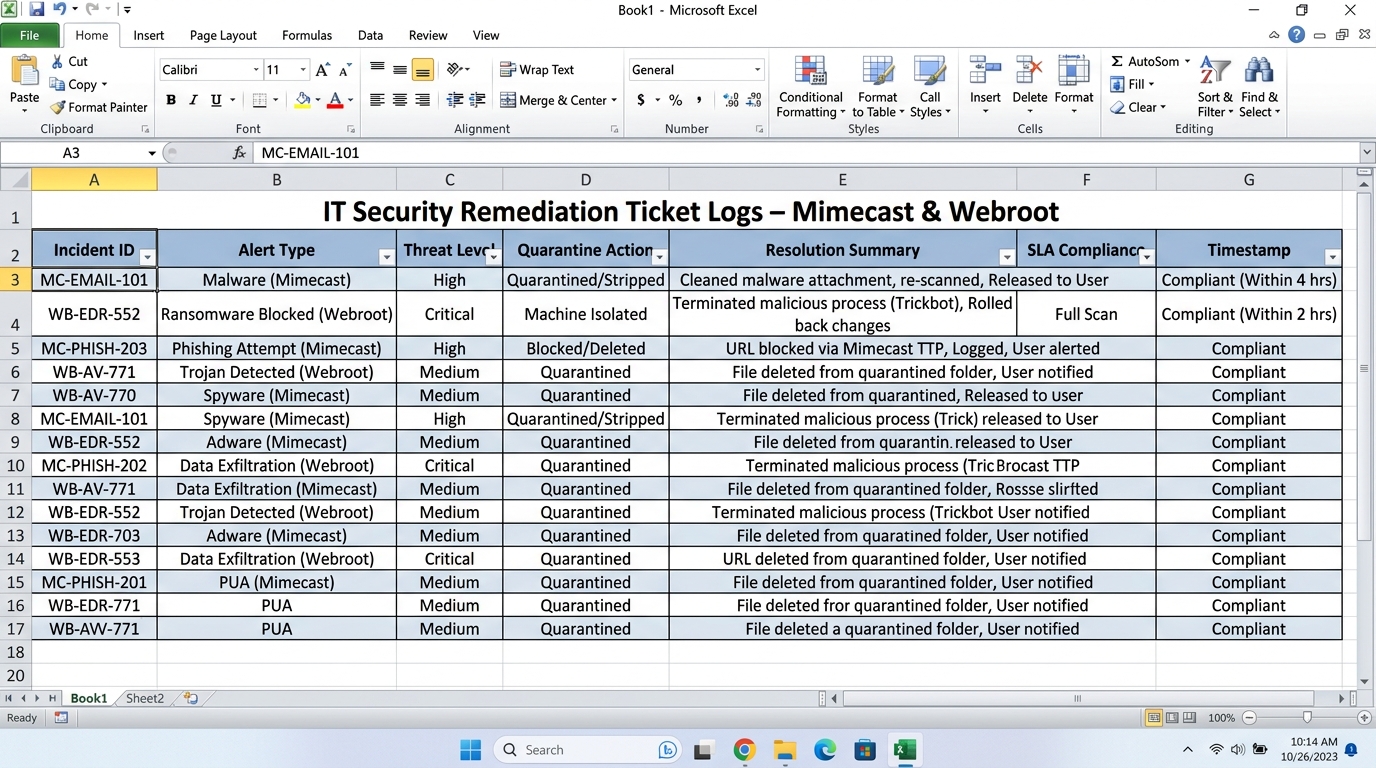 Book1 - Microsoft Excel
File Home Insert Page Layout Formulas Data Review View
Paste
Cut
Copy
Format Painter
Clipboard
Calibri 11
B I U
Font
Wrap Text
Merge & Center
Alignment
General
$ % ,
Number
Conditional Formatting
Format to Table
Call Styles
Styles
Insert Delete Format
Cells
AutoSom
Fill
Clear
Sort & Filter
Find & Select
Editing
A3 fx MC-EMAIL-101
A B C D E F G
1 IT Security Remediation Ticket Logs – Mimecast & Webroot
2 Incident ID Alert Type Threat Level Quarantine Action Resolution Summary SLA Compliance Timestamp
3 MC-EMAIL-101 Malware (Mimecast) High Quarantined/Stripped Cleaned malware attachment, re-scanned, Released to User Compliant (Within 4 hrs)
4 WB-EDR-552 Ransomware Blocked (Webroot) Critical Machine Isolated Terminated malicious process (Trickbot), Rolled back changes Full Scan Compliant (Within 2 hrs)
5 MC-PHISH-203 Phishing Attempt (Mimecast) High Blocked/Deleted URL blocked via Mimecast TTP, Logged, User alerted Compliant
6 WB-AV-771 Trojan Detected (Webroot) Medium Quarantined File deleted from quarantined folder, User notified Compliant
7 WB-AV-770 Spyware (Mimecast) Medium Quarantined File deleted from quarantined, Released to user Compliant
8 MC-EMAIL-101 Spyware (Mimecast) High Quarantined/Stripped Terminated malicious process (Trick) released to User Compliant
9 WB-EDR-552 Adware (Mimecast) Medium Quarantined File deleted from quarantin. released to User Compliant
10 MC-PHISH-202 Data Exfiltration (Webroot) Critical Quarantined Terminated malicious process (Tric Brocast TTP Compliant
11 WB-AV-771 Data Exfiltration (Mimecast) Medium Quarantined File deleted from quarantined folder, Compliant
12 WB-EDR-552 Trojan Detected (Webroot) Medium Quarantined Terminated malicious process (Trickbot User notified Compliant
13 WB-EDR-703 Adware (Mimecast) Medium Quarantined File deleted from quaratined folder, User notified Compliant
14 WB-EDR-553 Data Exfiltration (Webroot) Critical Quarantined URL deleted from quarantined folder, User notified Compliant
15 MC-PHISH-201 PUA (Mimecast) Medium Quarantined File deleted from quarantined folder, User notified Compliant
16 WB-EDR-771 PUA Medium Quarantined File deleted fror quarantined folder, User notified Compliant
17 WB-AW-771 PUA Medium Quarantined File deleted a quarantined folder, User notified Compliant
18
20
Book1 Sheet2
Ready 100%
Search
10:14 AM
10/26/2023